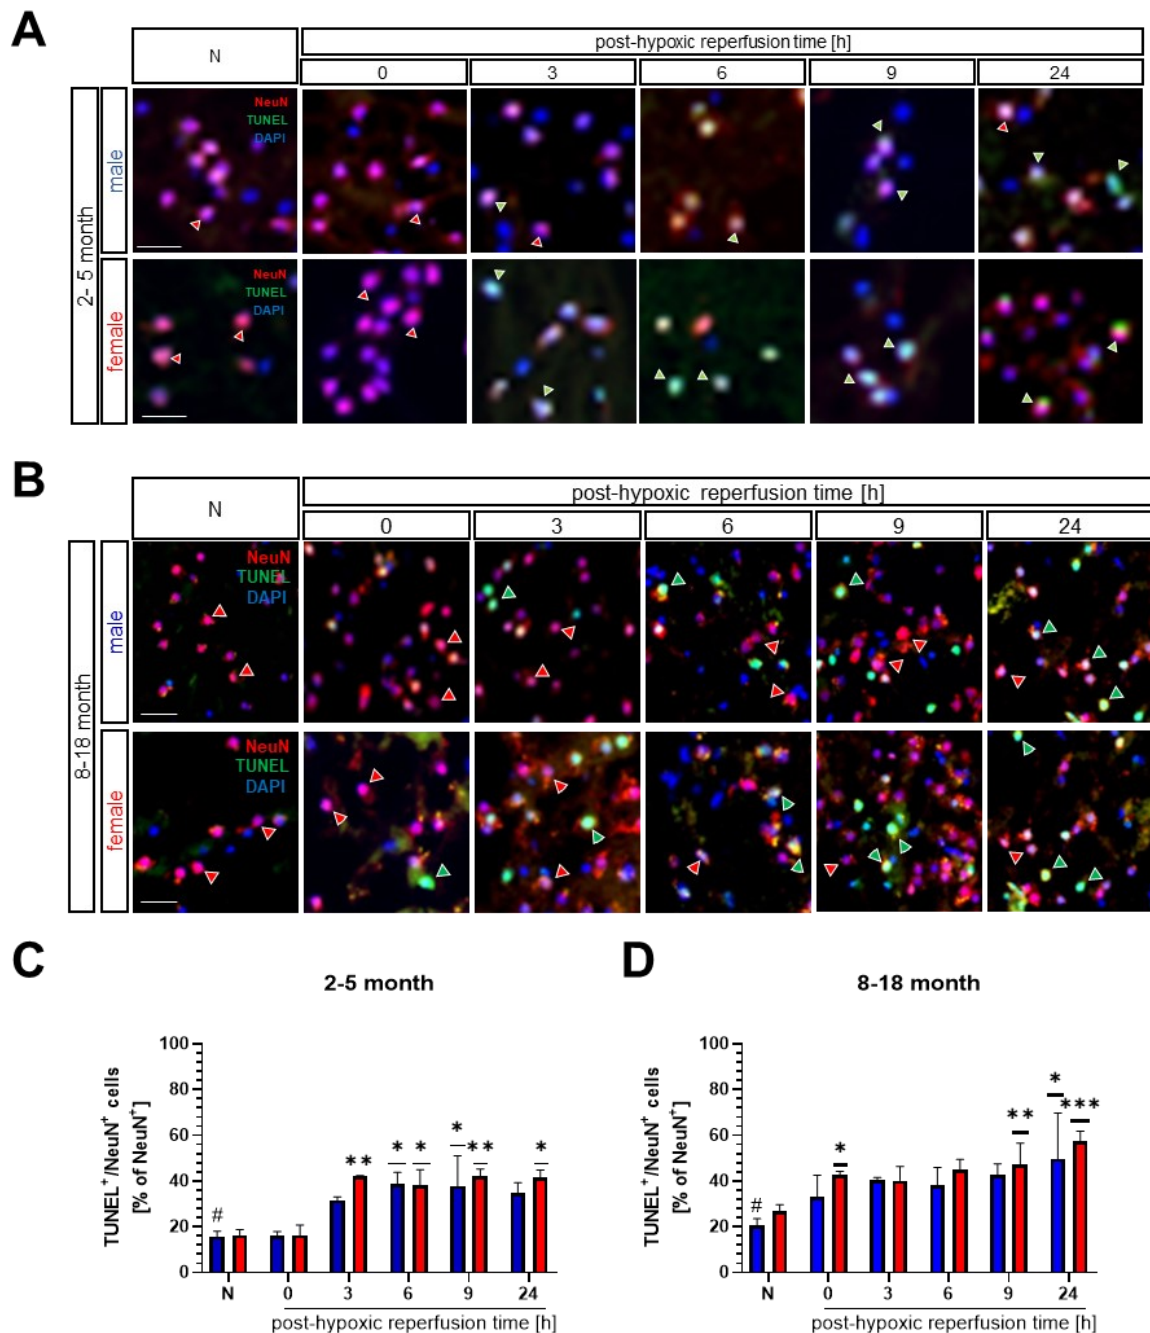 A
N
post-hypoxic reperfusion time [h]
0 3 6 9 24
2- 5 month
male
NeuN
TUNEL
DAPI
female
NeuN
TUNEL
DAPI
B
N
post-hypoxic reperfusion time [h]
0 3 6 9 24
8-18 month
male
NeuN
TUNEL
DAPI
female
NeuN
TUNEL
DAPI
C
2-5 month
TUNEL⁺/NeuN⁺ cells
[% of NeuN⁺]
100
80
60
40
20
0
#
**
*
*
*
**
*
N 0 3 6 9 24
post-hypoxic reperfusion time [h]
D
8-18 month
TUNEL⁺/NeuN⁺ cells
[% of NeuN⁺]
100
80
60
40
20
0
#
*
**
*
***
N 0 3 6 9 24
post-hypoxic reperfusion time [h]